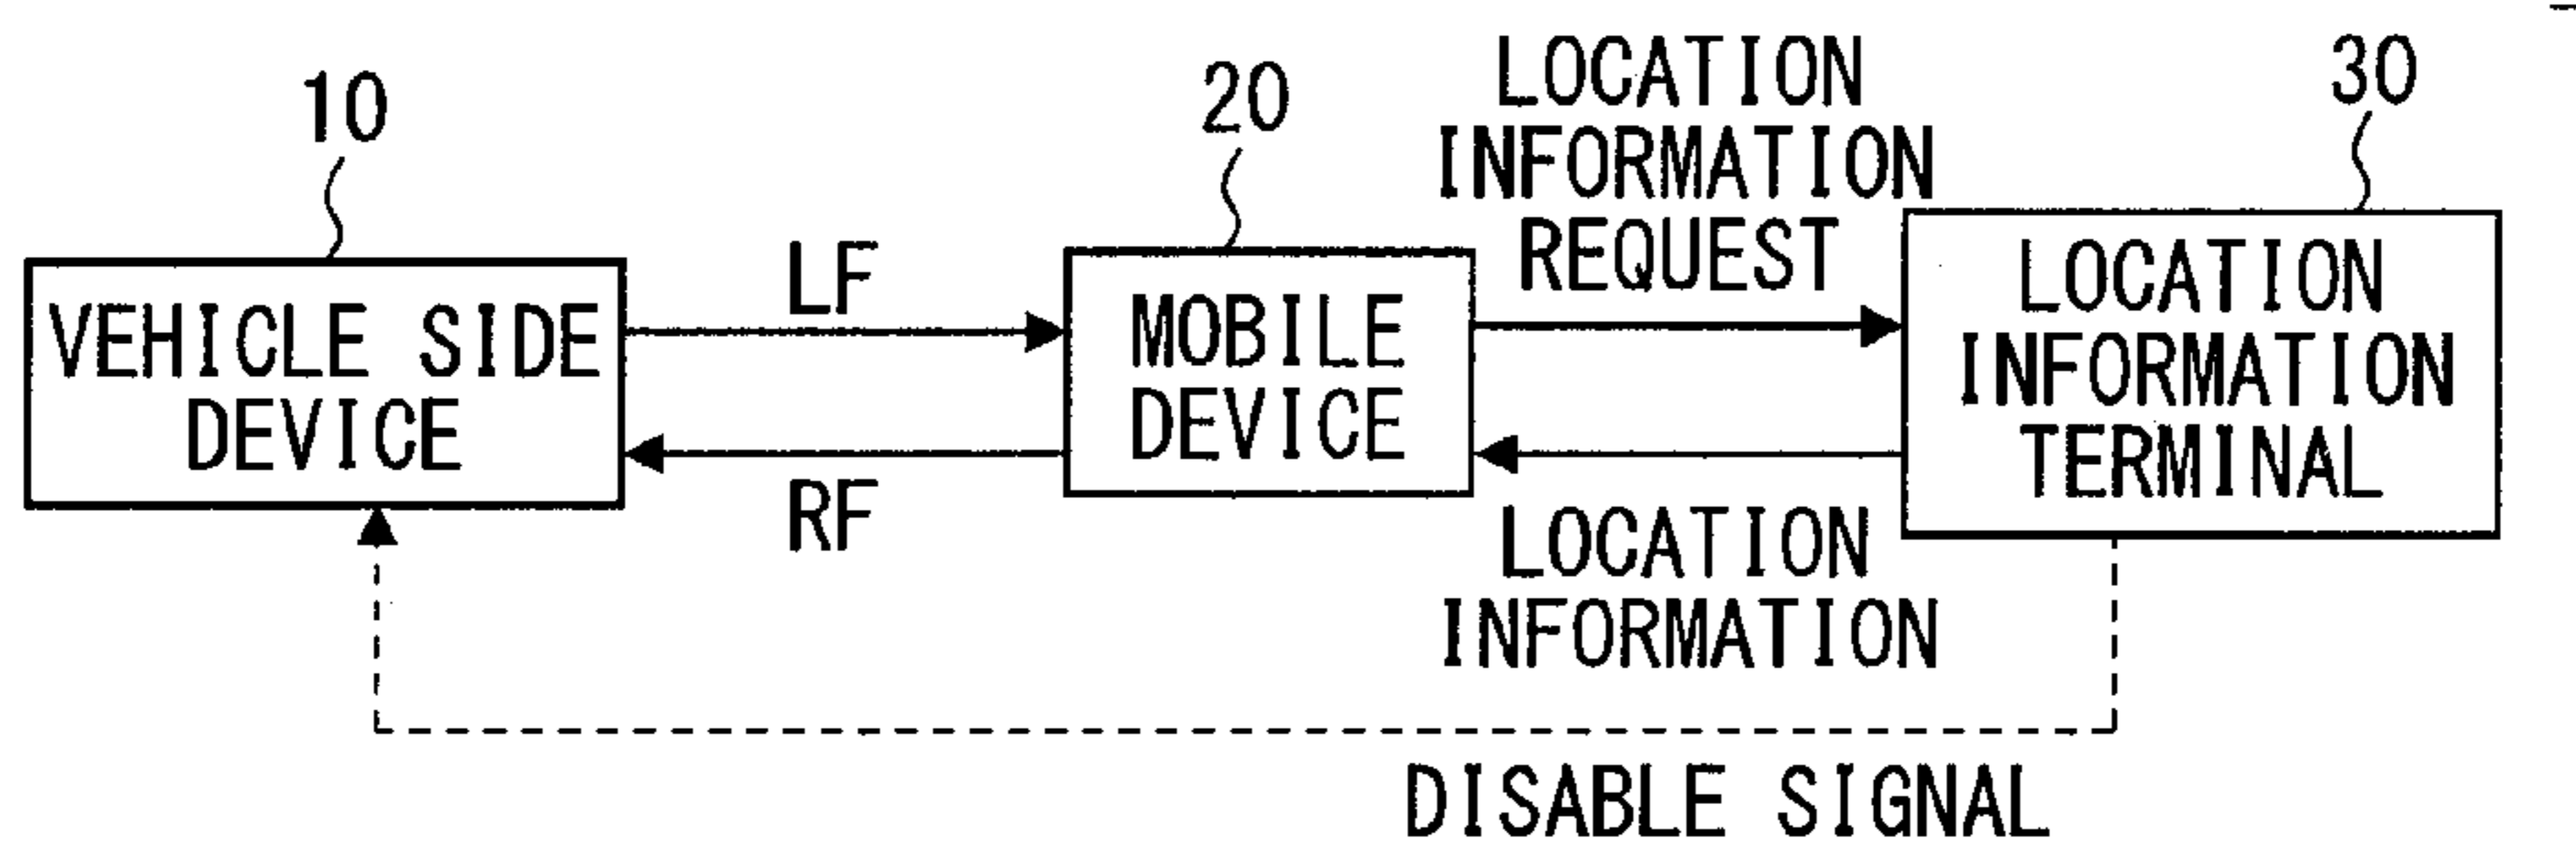 10
20
LOCATION
INFORMATION
REQUEST
30
VEHICLE SIDE
DEVICE
LF
RF
MOBILE
DEVICE
LOCATION
INFORMATION
TERMINAL
LOCATION
INFORMATION
DISABLE SIGNAL